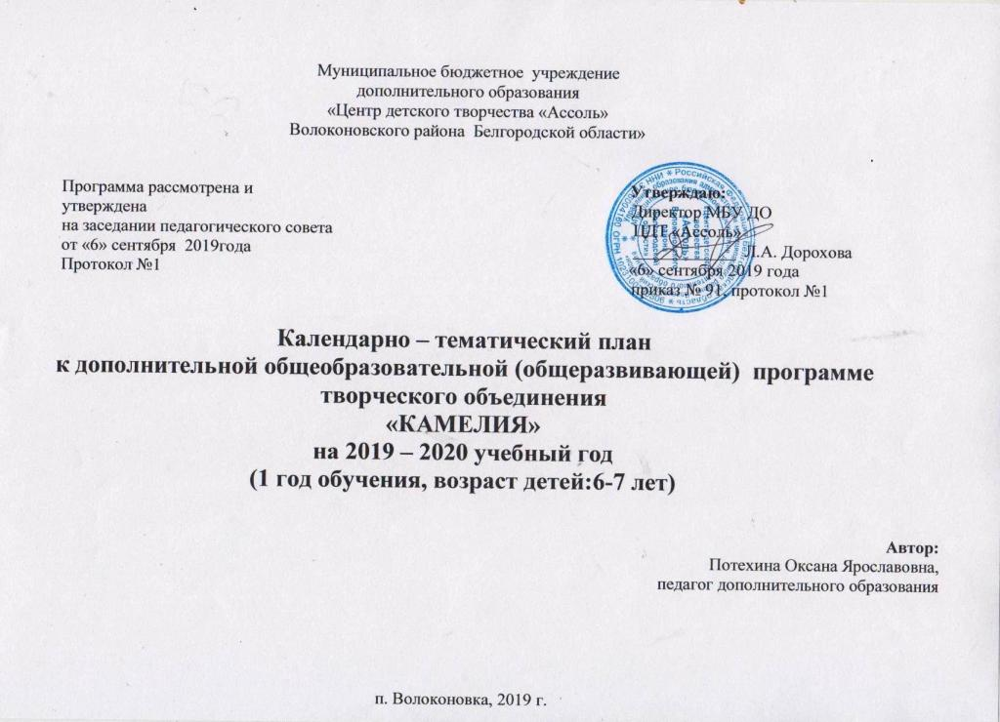 Муниципальное бюджетное учреждение
дополнительного образования
«Центр детского творчества «Ассоль»
Волоконовского района Белгородской области»
Программа рассмотрена и
утверждена
на заседании педагогического совета
от «6» сентября 2019года
Протокол №1
Утверждаю:
Директор МБУ ДО
ЦДТ «Ассоль»
Л.А. Дорохова
«6» сентября 2019 года
приказ № 91, протокол №1
Календарно – тематический план
к дополнительной общеобразовательной (общеразвивающей) программе
творческого объединения
«КАМЕЛИЯ»
на 2019 – 2020 учебный год
(1 год обучения, возраст детей:6-7 лет)
Автор:
Потехина Оксана Ярославовна,
педагог дополнительного образования
п. Волоконовка, 2019 г.